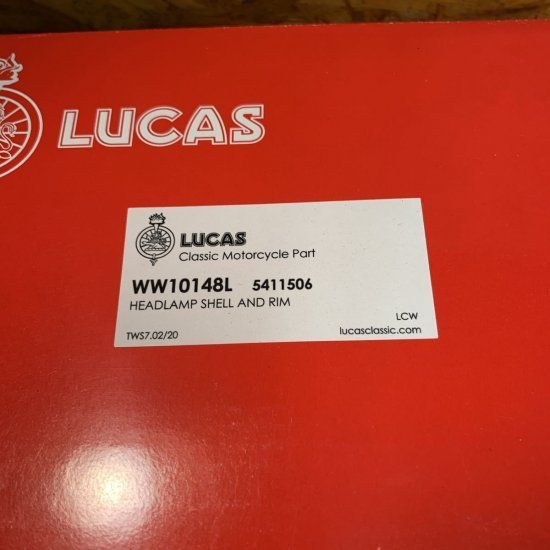 LUCAS
LUCAS
Classic Motorcycle Part
WW10148L 5411506
HEADLAMP SHELL AND RIM
LCW
TWS7.02/20 lucasclassic.com